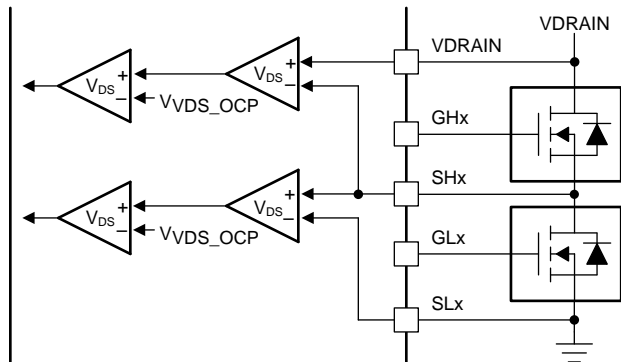 VDRAIN
VDRAIN
V_DS
+
−
V_VDS_OCP
V_DS
+
−
GHx
SHx
V_DS
+
−
V_VDS_OCP
V_DS
+
−
GLx
SLx